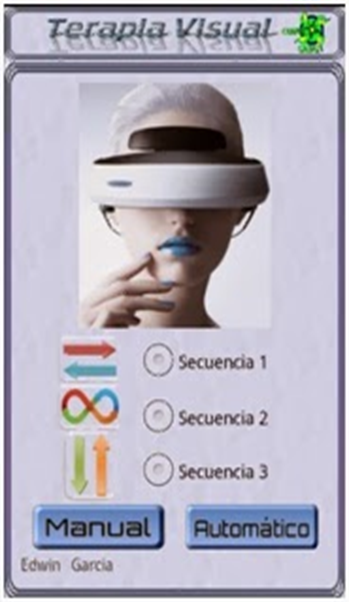 Terapia Visual
Secuencia 1
Secuencia 2
Secuencia 3
Manual Automático
Edwin Garcia